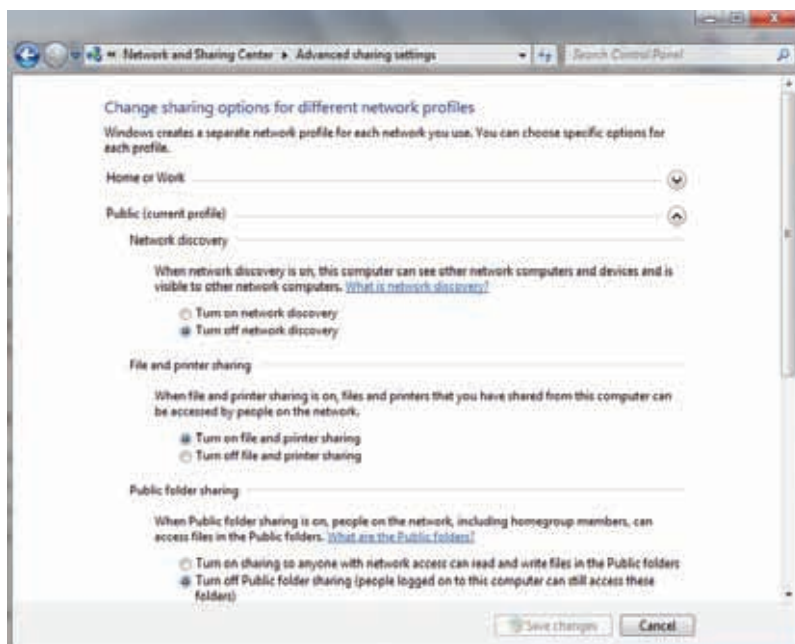 Network and Sharing Center ▸ Advanced sharing settings
Search Control Panel
Change sharing options for different network profiles
Windows creates a separate network profile for each network you use. You can choose specific options for
each profile.
Home or Work
Public (current profile)
Network discovery
When network discovery is on, this computer can see other network computers and devices and is
visible to other network computers. What is network discovery?
Turn on network discovery
Turn off network discovery
File and printer sharing
When file and printer sharing is on, files and printers that you have shared from this computer can
be accessed by people on the network.
Turn on file and printer sharing
Turn off file and printer sharing
Public folder sharing
When Public folder sharing is on, people on the network, including homegroup members, can
access files in the Public folders. What are the Public folders?
Turn on sharing so anyone with network access can read and write files in the Public folders
Turn off Public folder sharing (people logged on to this computer can still access these
folders)
Save changes
Cancel